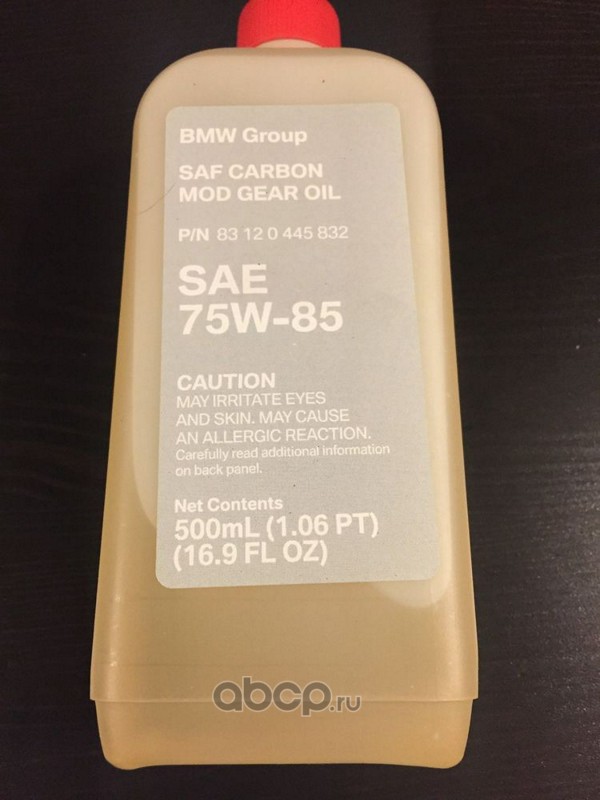 BMW Group
SAF CARBON
MOD GEAR OIL
P/N 83 12 0 445 832
SAE
75W-85
CAUTION
MAY IRRITATE EYES
AND SKIN. MAY CAUSE
AN ALLERGIC REACTION.
Carefully read additional information
on back panel.
Net Contents
500mL (1.06 PT)
(16.9 FL OZ)
abcp.ru